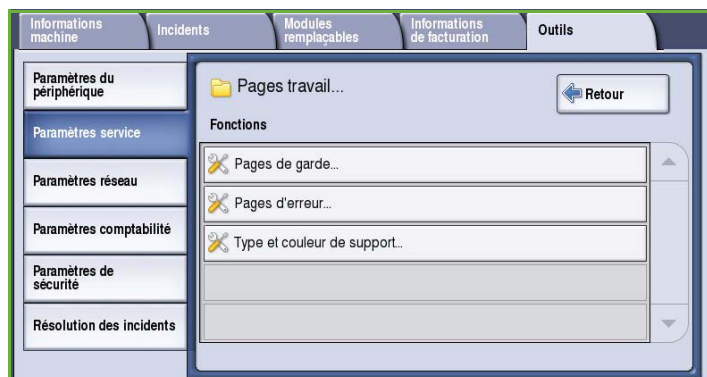 Informations
machine
Incidents
Modules
remplaçables
Informations
de facturation
Outils
Paramètres du
périphérique
Paramètres service
Paramètres réseau
Paramètres comptabilité
Paramètres de
sécurité
Résolution des incidents
Pages travail...
Retour
Fonctions
Pages de garde...
Pages d'erreur...
Type et couleur de support...